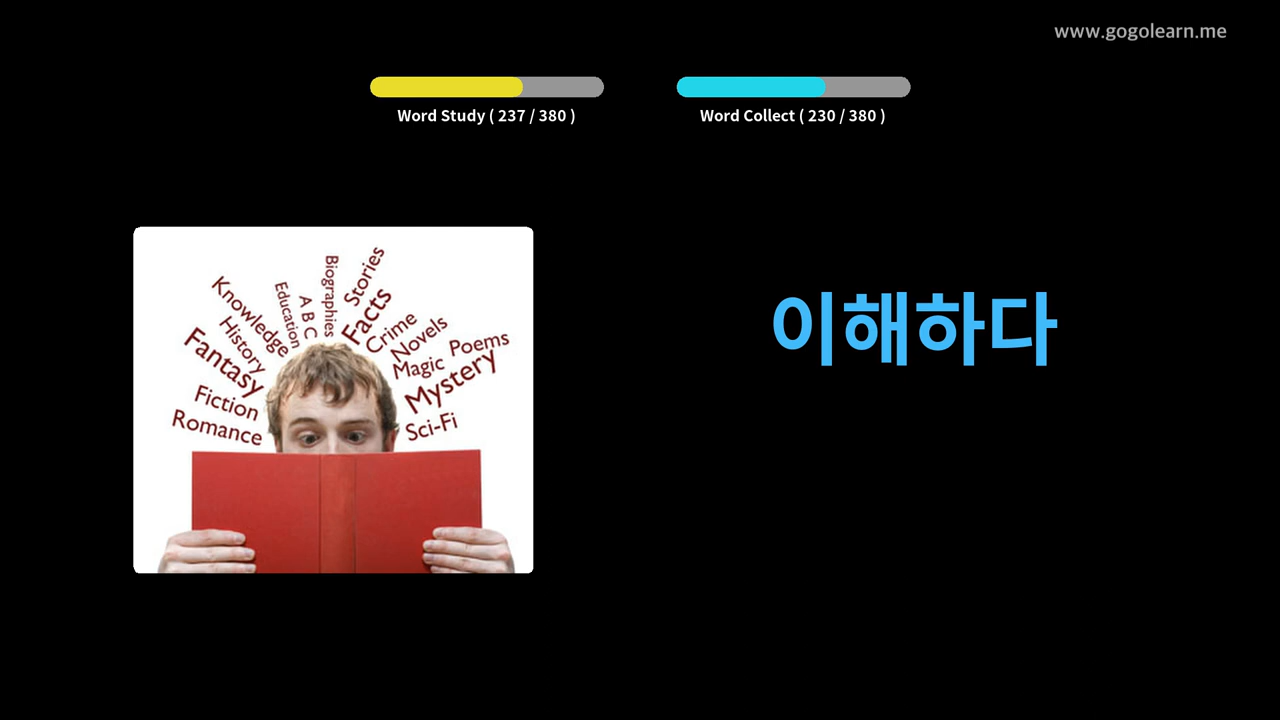 www.gogolearn.me
Word Study ( 237 / 380 )
Word Collect ( 230 / 380 )
Biographies
Stories
Education
A B C
Facts
Knowledge
Crime
History
Novels
Poems
Fantasy
Magic
Mystery
Fiction
Romance
Sci-Fi
이해하다